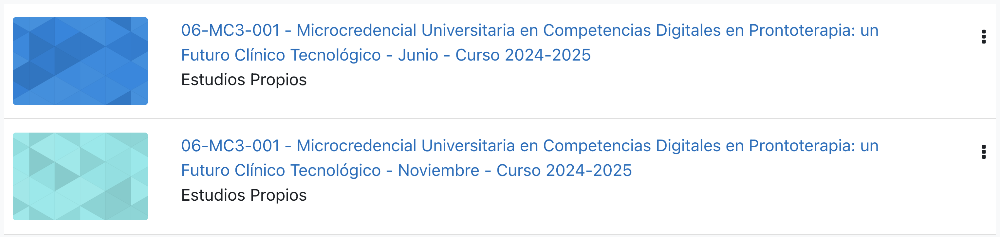 06-MC3-001 - Microcredencial Universitaria en Competencias Digitales en Prontoterapia: un
Futuro Clínico Tecnológico - Junio - Curso 2024-2025
Estudios Propios
06-MC3-001 - Microcredencial Universitaria en Competencias Digitales en Prontoterapia: un
Futuro Clínico Tecnológico - Noviembre - Curso 2024-2025
Estudios Propios